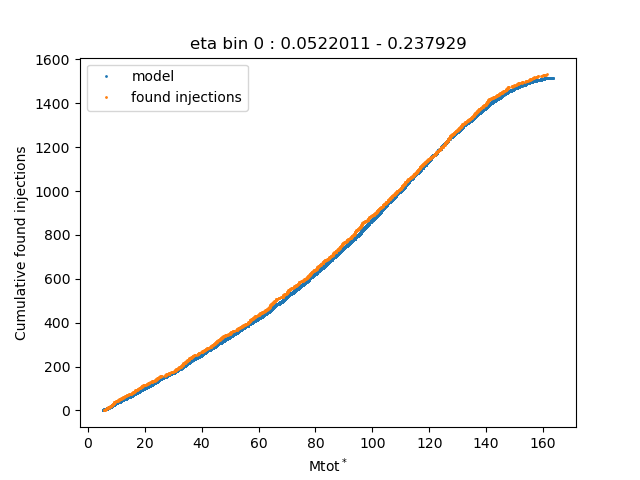 eta bin 0 : 0.0522011 - 0.237929
1600
1400
1200
1000
800
600
400
200
0
Cumulative found injections
model
found injections
0 20 40 60 80 100 120 140 160
Mtot*